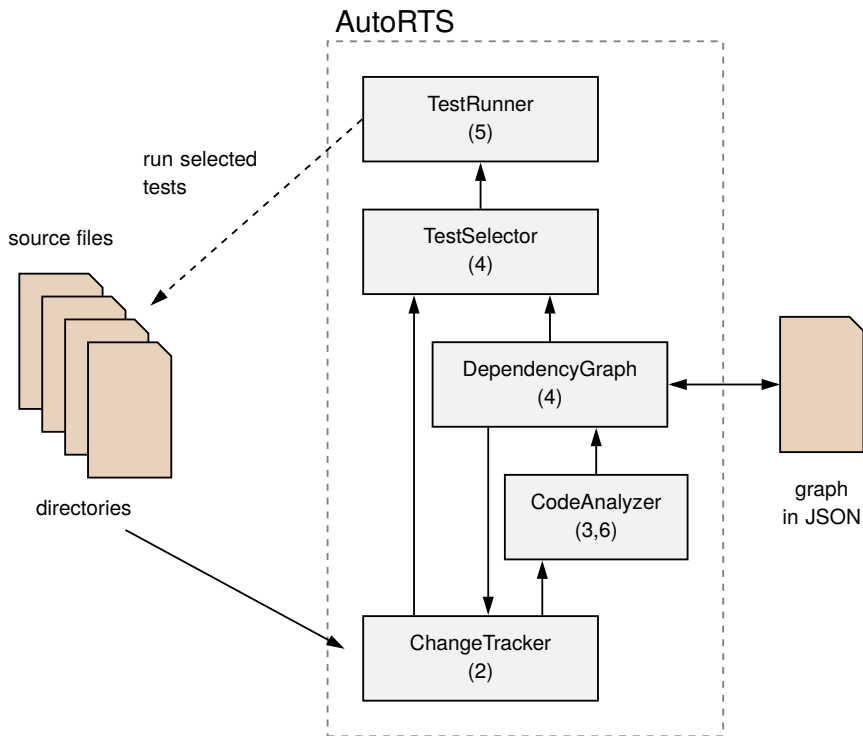 AutoRTS
TestRunner
(5)
run selected
tests
TestSelector
(4)
source files
DependencyGraph
(4)
CodeAnalyzer
(3,6)
graph
in JSON
directories
ChangeTracker
(2)